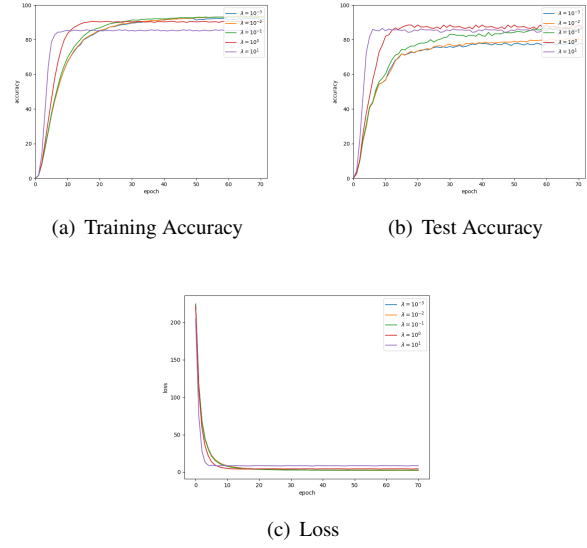 100
80
60
40
20
0
accuracy
0 10 20 30 40 50 60 70
epoch
λ = 10⁻³
λ = 10⁻²
λ = 10⁻¹
λ = 10⁰
λ = 10¹
(a) Training Accuracy
100
80
60
40
20
0
accuracy
0 10 20 30 40 50 60 70
epoch
λ = 10⁻³
λ = 10⁻²
λ = 10⁻¹
λ = 10⁰
λ = 10¹
(b) Test Accuracy
200
150
100
50
0
loss
0 10 20 30 40 50 60 70
epoch
λ = 10⁻³
λ = 10⁻²
λ = 10⁻¹
λ = 10⁰
λ = 10¹
(c) Loss